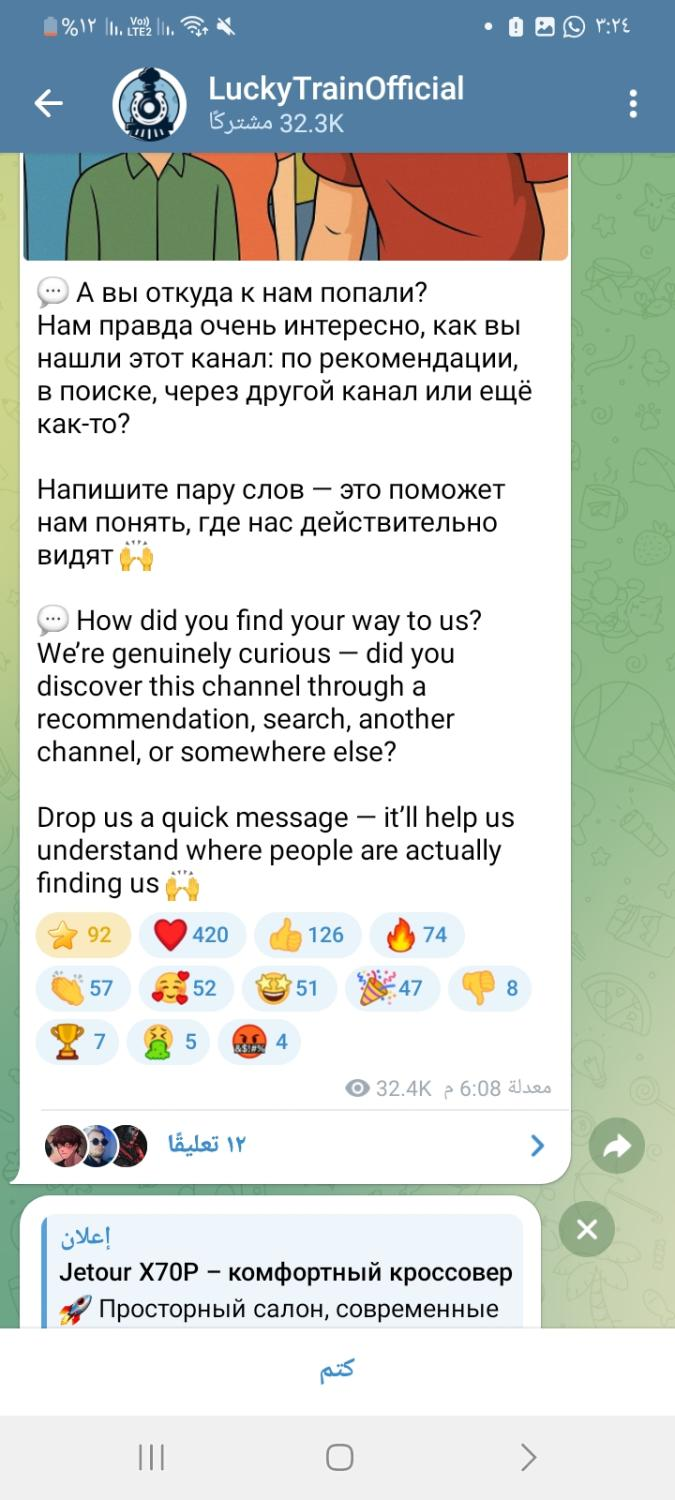 %١٢ Vo) LTE2 ٣:٢٤
LuckyTrainOfficial
32.3K مشتركًا
💬 А вы откуда к нам попали?
Нам правда очень интересно, как вы
нашли этот канал: по рекомендации,
в поиске, через другой канал или ещё
как-то?
Напишите пару слов — это поможет
нам понять, где нас действительно
видят 🙌
💬 How did you find your way to us?
We’re genuinely curious — did you
discover this channel through a
recommendation, search, another
channel, or somewhere else?
Drop us a quick message — it’ll help us
understand where people are actually
finding us 🙌
⭐ 92 ❤️ 420 👍 126 🔥 74
👏 57 🥰 52 🤩 51 🎉 47 👎 8
🏆 7 🤮 5 🤬 4
32.4K معدلة 6:08 م
١٢ تعليقًا
إعلان
Jetour X70P – комфортный кроссовер
🚀 Просторный салон, современные
كتم